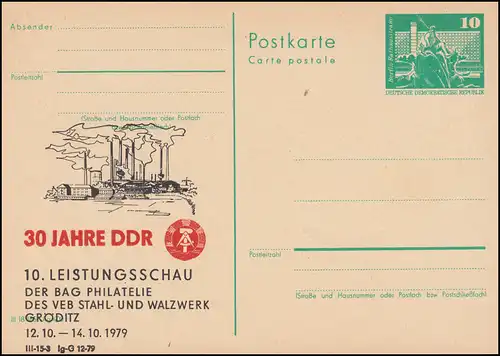 Absender
Postleitzahl
(Straße und Hausnummer oder Postfach
30 JAHRE DDR
10. LEISTUNGSSCHAU
DER BAG PHILATELIE
DES VEB STAHL- UND WALZWERK
GRÖDITZ
12.10. — 14.10.1979
III-15-3 Ig-G 12-79
Postkarte
Carte postale
10
DEUTSCHE DEMOKRATISCHE REPUBLIK
Postleitzahl
(Straße und Hausnummer oder Postfach bzw. Postschließfach)